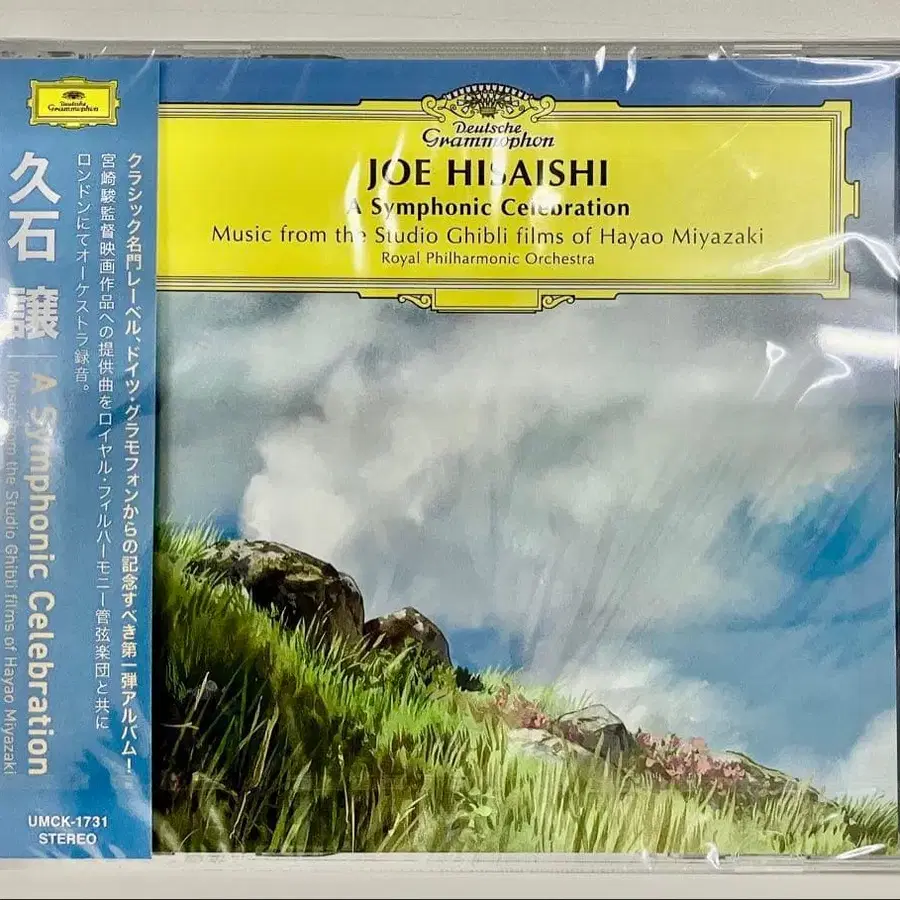 Deutsche
Grammophon
久石 譲
A Symphonic Celebration
Music from the Studio Ghibli films of Hayao Miyazaki
クラシック名門レーベル、ドイツ・グラモフォンからの記念すべき第一弾アルバム!
宮崎駿監督映画作品への提供曲をロイヤル・フィルハーモニー管弦楽団と共に
ロンドンにてオーケストラ録音。
UMCK-1731
STEREO
Deutsche
Grammophon
JOE HISAISHI
A Symphonic Celebration
Music from the Studio Ghibli films of Hayao Miyazaki
Royal Philharmonic Orchestra